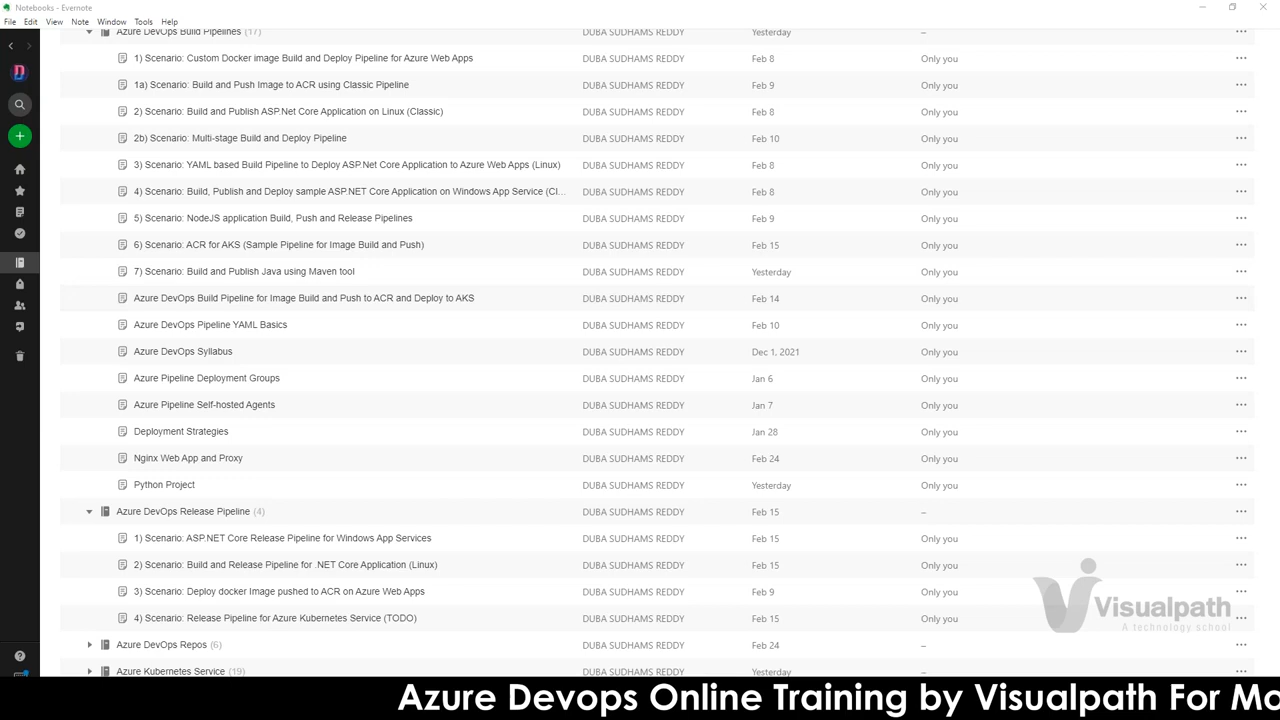 Notebooks - Evernote
File Edit View Note Window Tools Help
Azure DevOps Build Pipelines (17) DUBA SUDHAMS REDDY Yesterday –
1) Scenario: Custom Docker image Build and Deploy Pipeline for Azure Web Apps DUBA SUDHAMS REDDY Feb 8 Only you
1a) Scenario: Build and Push Image to ACR using Classic Pipeline DUBA SUDHAMS REDDY Feb 9 Only you
2) Scenario: Build and Publish ASP.Net Core Application on Linux (Classic) DUBA SUDHAMS REDDY Feb 8 Only you
2b) Scenario: Multi-stage Build and Deploy Pipeline DUBA SUDHAMS REDDY Feb 10 Only you
3) Scenario: YAML based Build Pipeline to Deploy ASP.Net Core Application to Azure Web Apps (Linux) DUBA SUDHAMS REDDY Feb 8 Only you
4) Scenario: Build, Publish and Deploy sample ASP.NET Core Application on Windows App Service (Cl... DUBA SUDHAMS REDDY Feb 8 Only you
5) Scenario: NodeJS application Build, Push and Release Pipelines DUBA SUDHAMS REDDY Feb 9 Only you
6) Scenario: ACR for AKS (Sample Pipeline for Image Build and Push) DUBA SUDHAMS REDDY Feb 15 Only you
7) Scenario: Build and Publish Java using Maven tool DUBA SUDHAMS REDDY Yesterday Only you
Azure DevOps Build Pipeline for Image Build and Push to ACR and Deploy to AKS DUBA SUDHAMS REDDY Feb 14 Only you
Azure DevOps Pipeline YAML Basics DUBA SUDHAMS REDDY Feb 10 Only you
Azure DevOps Syllabus DUBA SUDHAMS REDDY Dec 1, 2021 Only you
Azure Pipeline Deployment Groups DUBA SUDHAMS REDDY Jan 6 Only you
Azure Pipeline Self-hosted Agents DUBA SUDHAMS REDDY Jan 7 Only you
Deployment Strategies DUBA SUDHAMS REDDY Jan 28 Only you
Nginx Web App and Proxy DUBA SUDHAMS REDDY Feb 24 Only you
Python Project DUBA SUDHAMS REDDY Yesterday Only you
Azure DevOps Release Pipeline (4) DUBA SUDHAMS REDDY Feb 15 –
1) Scenario: ASP.NET Core Release Pipeline for Windows App Services DUBA SUDHAMS REDDY Feb 15 Only you
2) Scenario: Build and Release Pipeline for .NET Core Application (Linux) DUBA SUDHAMS REDDY Feb 15 Only you
3) Scenario: Deploy docker Image pushed to ACR on Azure Web Apps DUBA SUDHAMS REDDY Feb 9 Only you
4) Scenario: Release Pipeline for Azure Kubernetes Service (TODO) DUBA SUDHAMS REDDY Feb 15 Only you
Visualpath
A technology school
Azure DevOps Repos (6) DUBA SUDHAMS REDDY Feb 24 –
Azure Kubernetes Service (19) DUBA SUDHAMS REDDY Yesterday –
Azure Devops Online Training by Visualpath For Mo